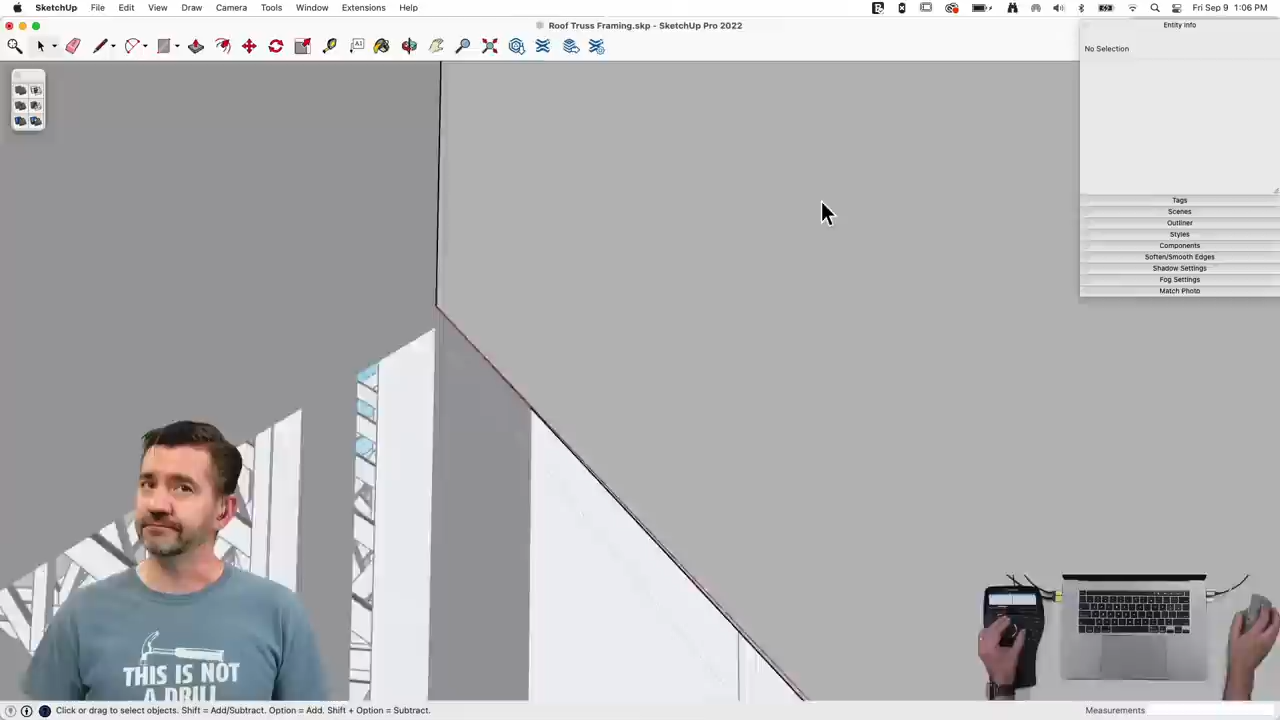 SketchUp File Edit View Draw Camera Tools Window Extensions Help
Fri Sep 9 1:06 PM
Roof Truss Framing.skp - SketchUp Pro 2022
Entity Info
No Selection
Tags
Scenes
Outliner
Styles
Components
Soften/Smooth Edges
Shadow Settings
Fog Settings
Match Photo
THIS IS NOT
A DRILL
Click or drag to select objects. Shift = Add/Subtract. Option = Add. Shift + Option = Subtract.
Measurements